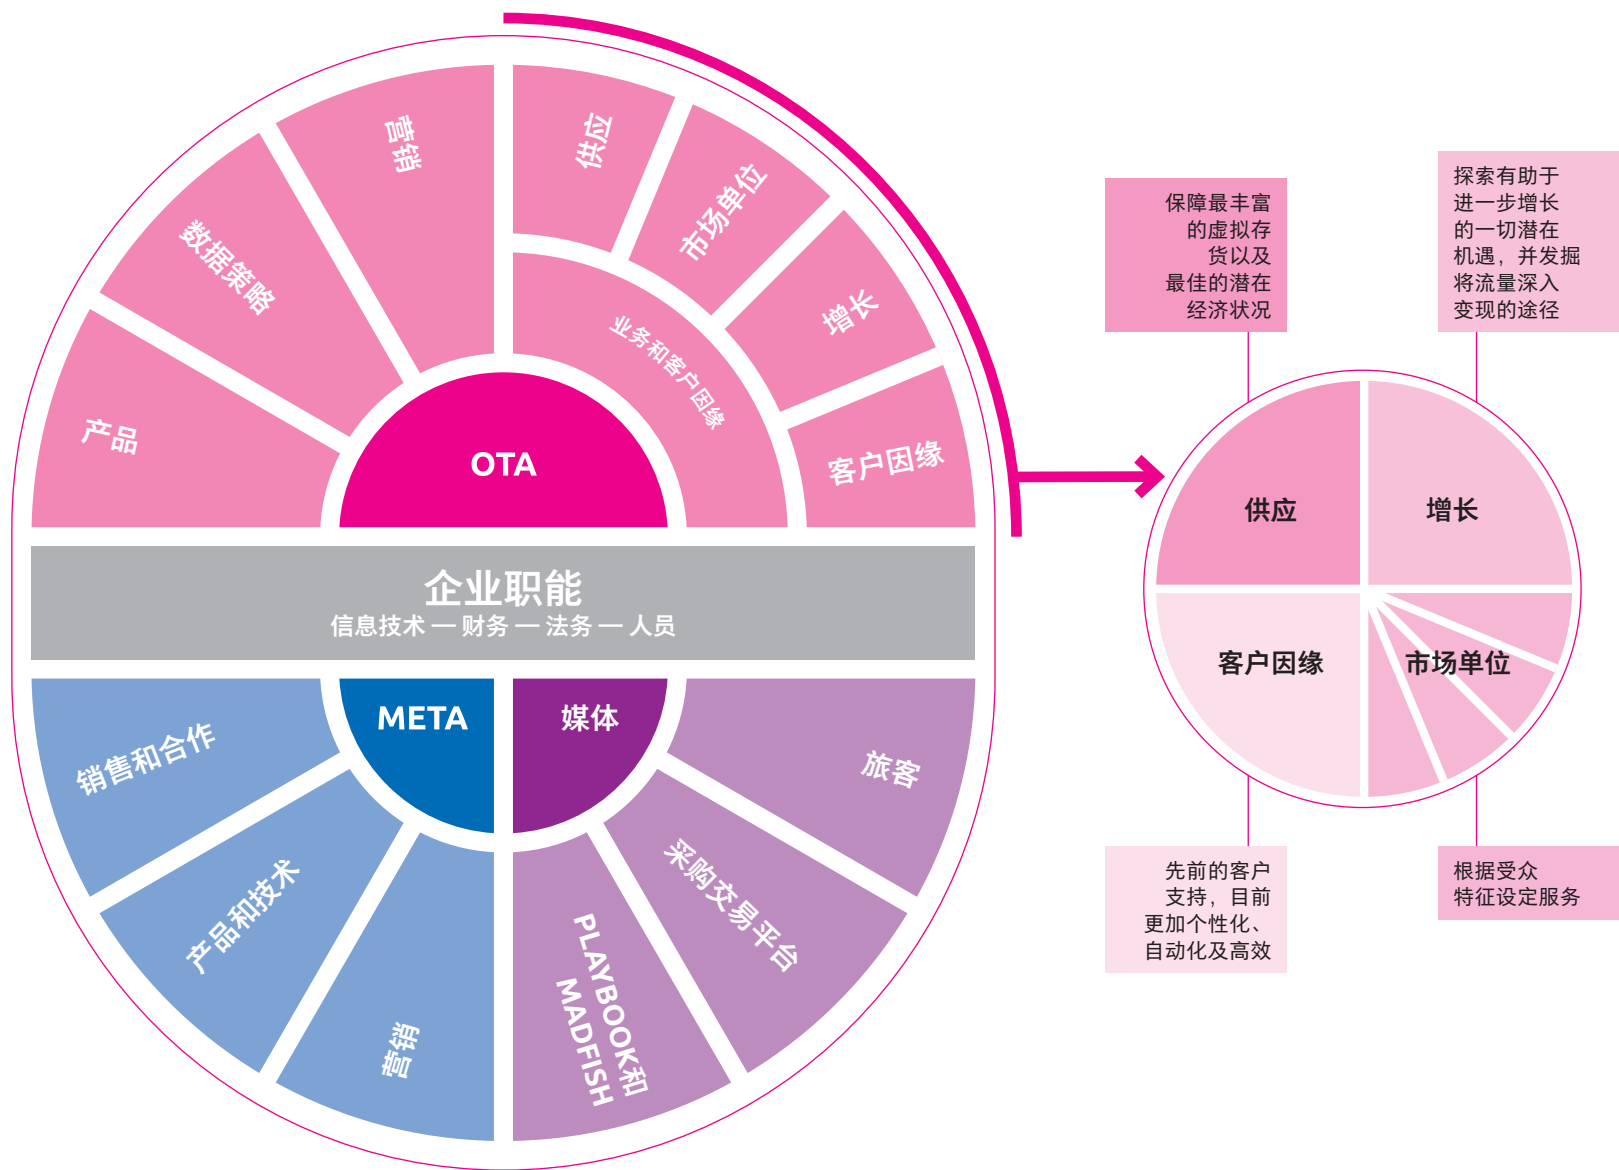 营销
供应
市场单位
数据策略
增长
业务和客户因缘
产品
客户因缘
OTA
企业职能
信息技术 — 财务 — 法务 — 人员
META
媒体
销售和合作
旅客
产品和技术
采购交易平台
营销
PLAYBOOK和
MADFISH
保障最丰富
的虚拟存
货以及
最佳的潜在
经济状况
探索有助于
进一步增长
的一切潜在
机遇，并发掘
将流量深入
变现的途径
供应
增长
客户因缘
市场单位
先前的客户
支持，目前
更加个性化、
自动化及高效
根据受众
特征设定服务